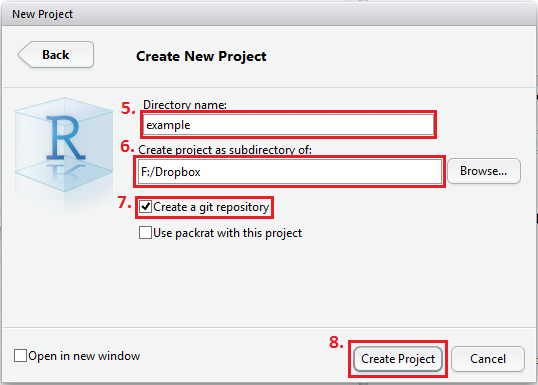 New Project
Back
Create New Project
R
5. Directory name:
example
6. Create project as subdirectory of:
F:/Dropbox
Browse...
7. Create a git repository
Use packrat with this project
8.
Open in new window
Create Project
Cancel